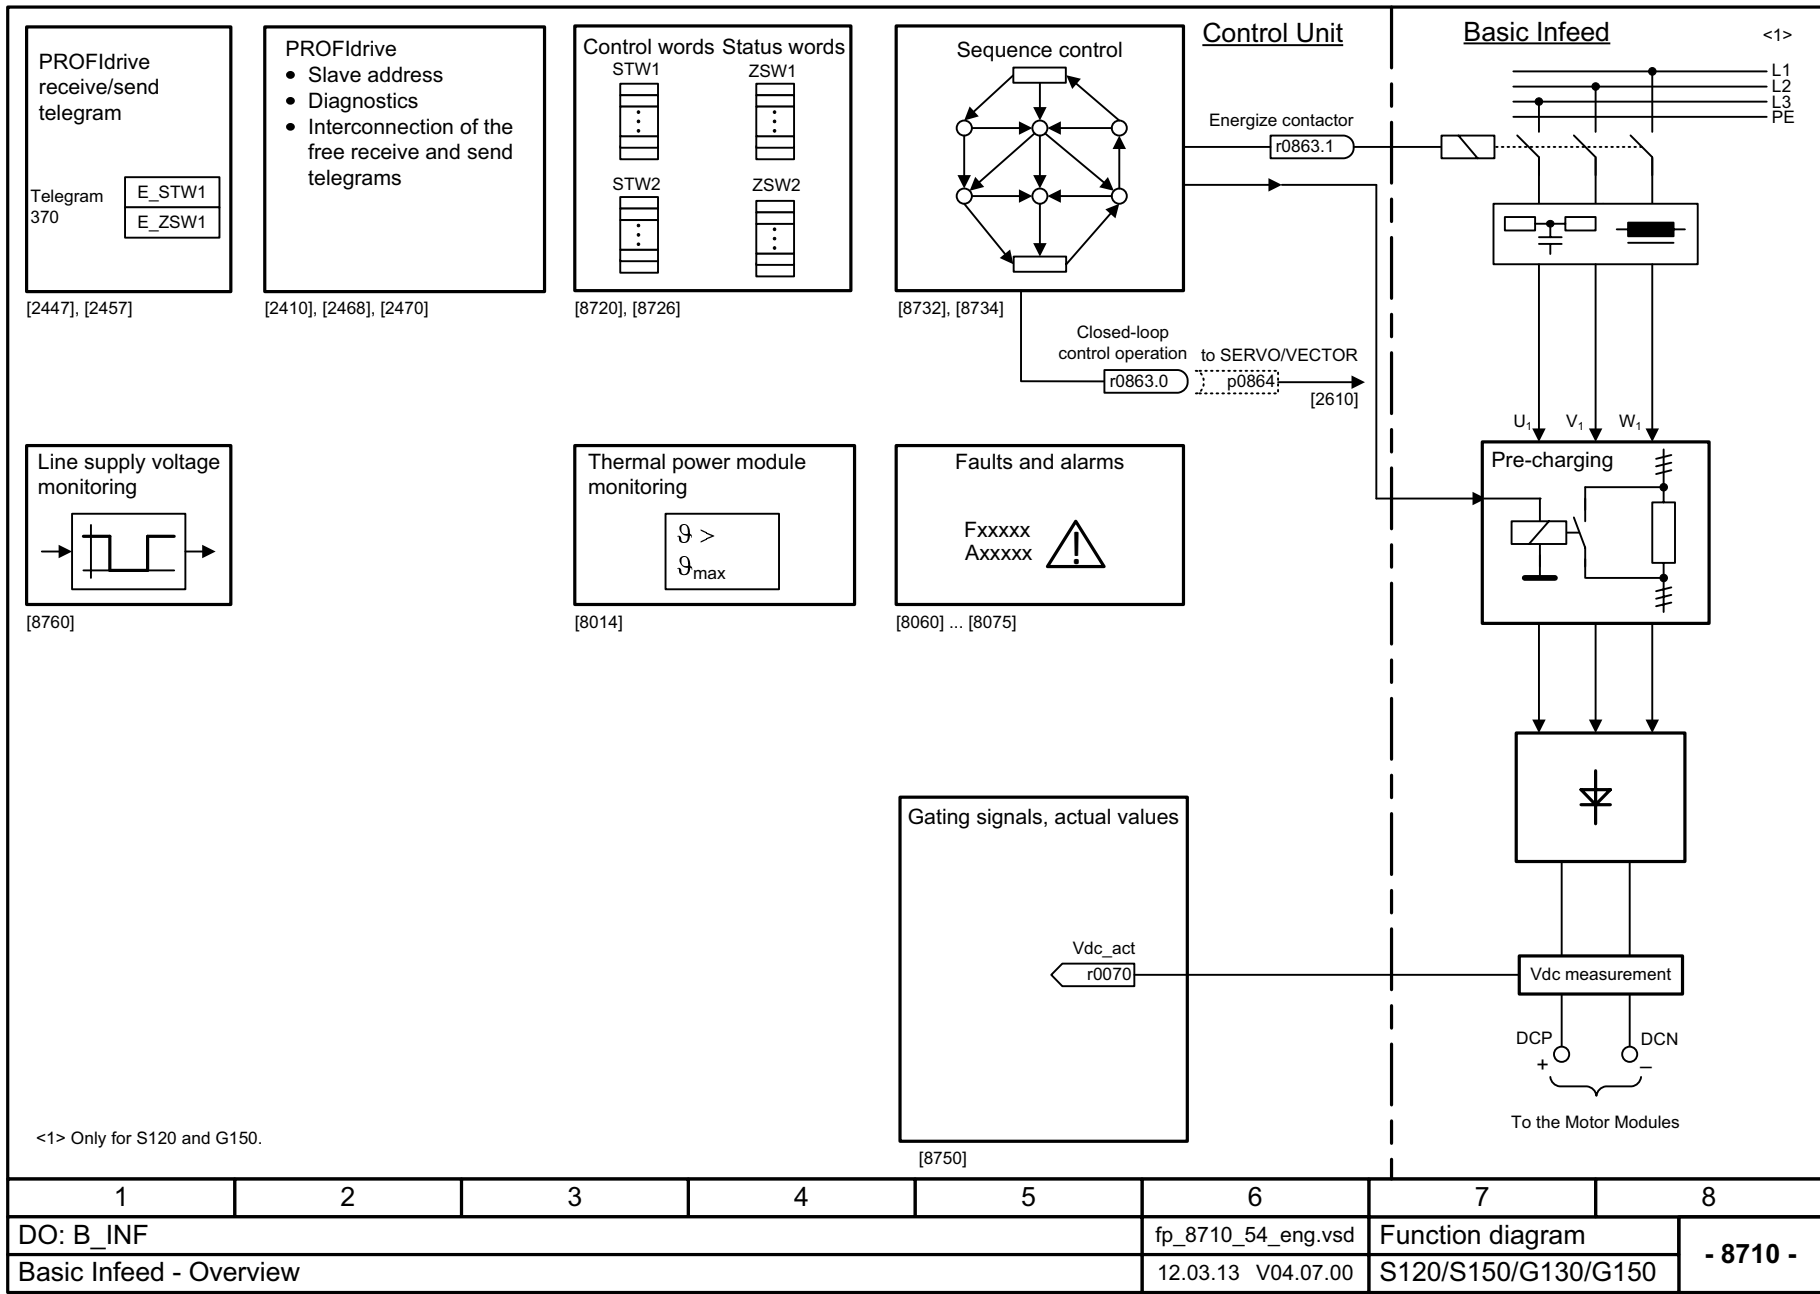 PROFIdrive
receive/send
telegram
Telegram
370
E_STW1
E_ZSW1
[2447], [2457]
PROFIdrive
• Slave address
• Diagnostics
• Interconnection of the
free receive and send
telegrams
[2410], [2468], [2470]
Control words Status words
STW1 ZSW1
STW2 ZSW2
[8720], [8726]
Sequence control
[8732], [8734]
Control Unit
Basic Infeed
<1>
L1
L2
L3
PE
Energize contactor
r0863.1
Closed-loop
control operation
to SERVO/VECTOR
r0863.0
p0864
[2610]
U1 V1 W1
Pre-charging
Line supply voltage
monitoring
[8760]
Thermal power module
monitoring
ϑ >
ϑmax
[8014]
Faults and alarms
Fxxxxx
Axxxxx
!
[8060] ... [8075]
Gating signals, actual values
Vdc_act
r0070
[8750]
Vdc measurement
DCP DCN
+ –
To the Motor Modules
<1> Only for S120 and G150.
1 2 3 4 5 6 7 8
DO: B_INF
fp_8710_54_eng.vsd
Function diagram
- 8710 -
Basic Infeed - Overview
12.03.13 V04.07.00
S120/S150/G130/G150